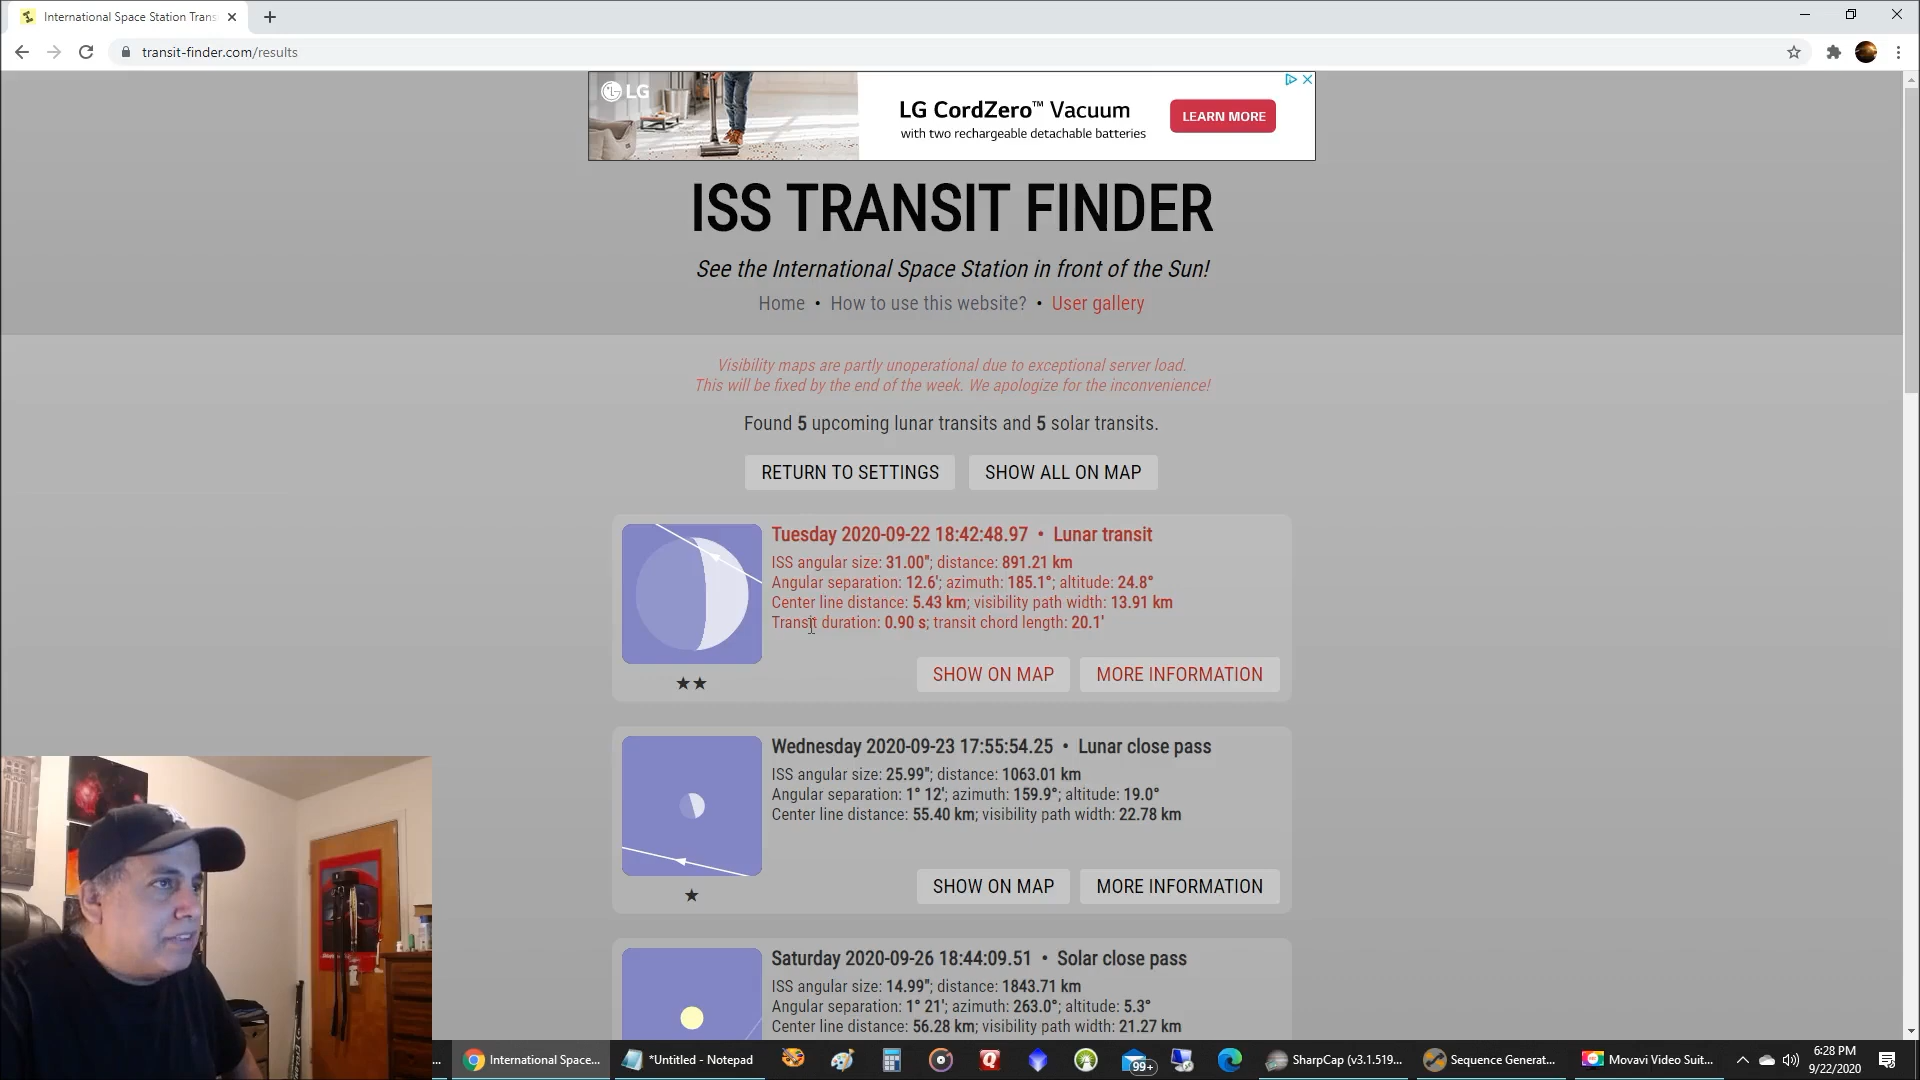 International Space Station Trans
transit-finder.com/results
LG
LG CordZero™ Vacuum
with two rechargeable detachable batteries
LEARN MORE
ISS TRANSIT FINDER
See the International Space Station in front of the Sun!
Home • How to use this website? • User gallery
Visibility maps are partly unoperational due to exceptional server load.
This will be fixed by the end of the week. We apologize for the inconvenience!
Found 5 upcoming lunar transits and 5 solar transits.
RETURN TO SETTINGS
SHOW ALL ON MAP
Tuesday 2020-09-22 18:42:48.97 • Lunar transit
ISS angular size: 31.00"; distance: 891.21 km
Angular separation: 12.6'; azimuth: 185.1°; altitude: 24.8°
Center line distance: 5.43 km; visibility path width: 13.91 km
Transit duration: 0.90 s; transit chord length: 20.1'
★★
SHOW ON MAP
MORE INFORMATION
Wednesday 2020-09-23 17:55:54.25 • Lunar close pass
ISS angular size: 25.99"; distance: 1063.01 km
Angular separation: 1° 12'; azimuth: 159.9°; altitude: 19.0°
Center line distance: 55.40 km; visibility path width: 22.78 km
★
SHOW ON MAP
MORE INFORMATION
Saturday 2020-09-26 18:44:09.51 • Solar close pass
ISS angular size: 14.99"; distance: 1843.71 km
Angular separation: 1° 21'; azimuth: 263.0°; altitude: 5.3°
Center line distance: 56.28 km; visibility path width: 21.27 km
...
International Space...
*Untitled - Notepad
99+
SharpCap (v3.1.519...
Sequence Generat...
Movavi Video Suit...
6:28 PM
9/22/2020